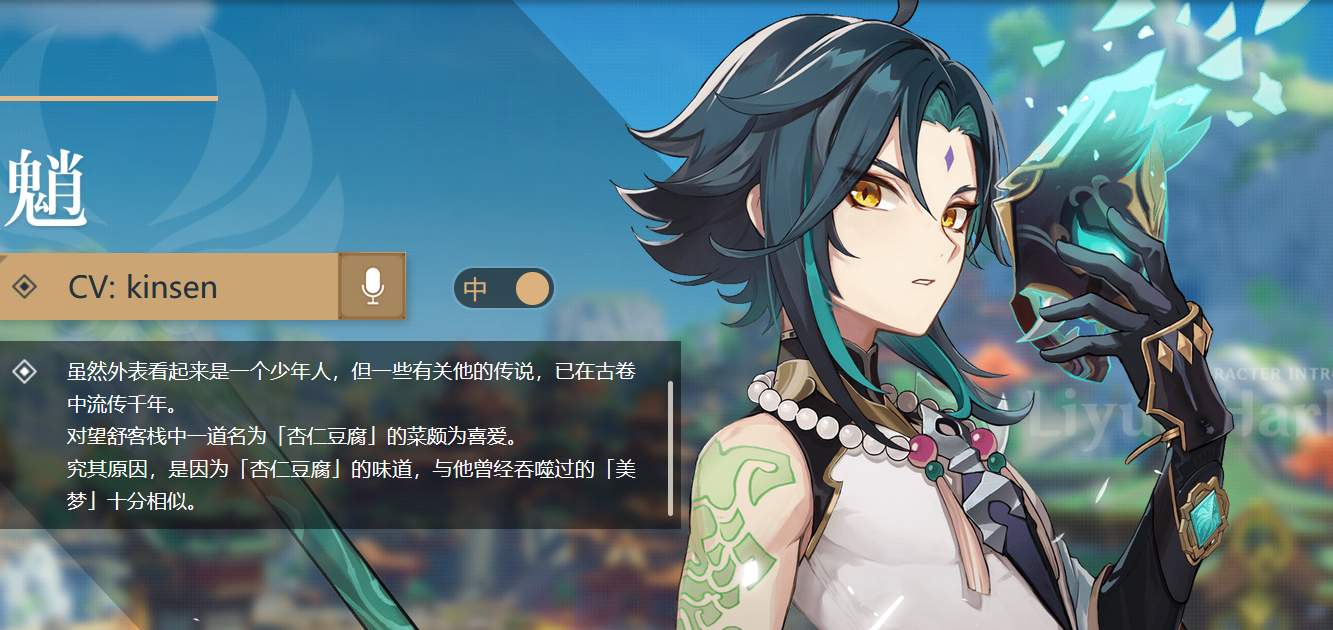 魈
CV: kinsen
中
虽然外表看起来是一个少年人，但一些有关他的传说，已在古卷
中流传千年。
对望舒客栈中一道名为「杏仁豆腐」的菜颇为喜爱。
究其原因，是因为「杏仁豆腐」的味道，与他曾经吞噬过的「美
梦」十分相似。